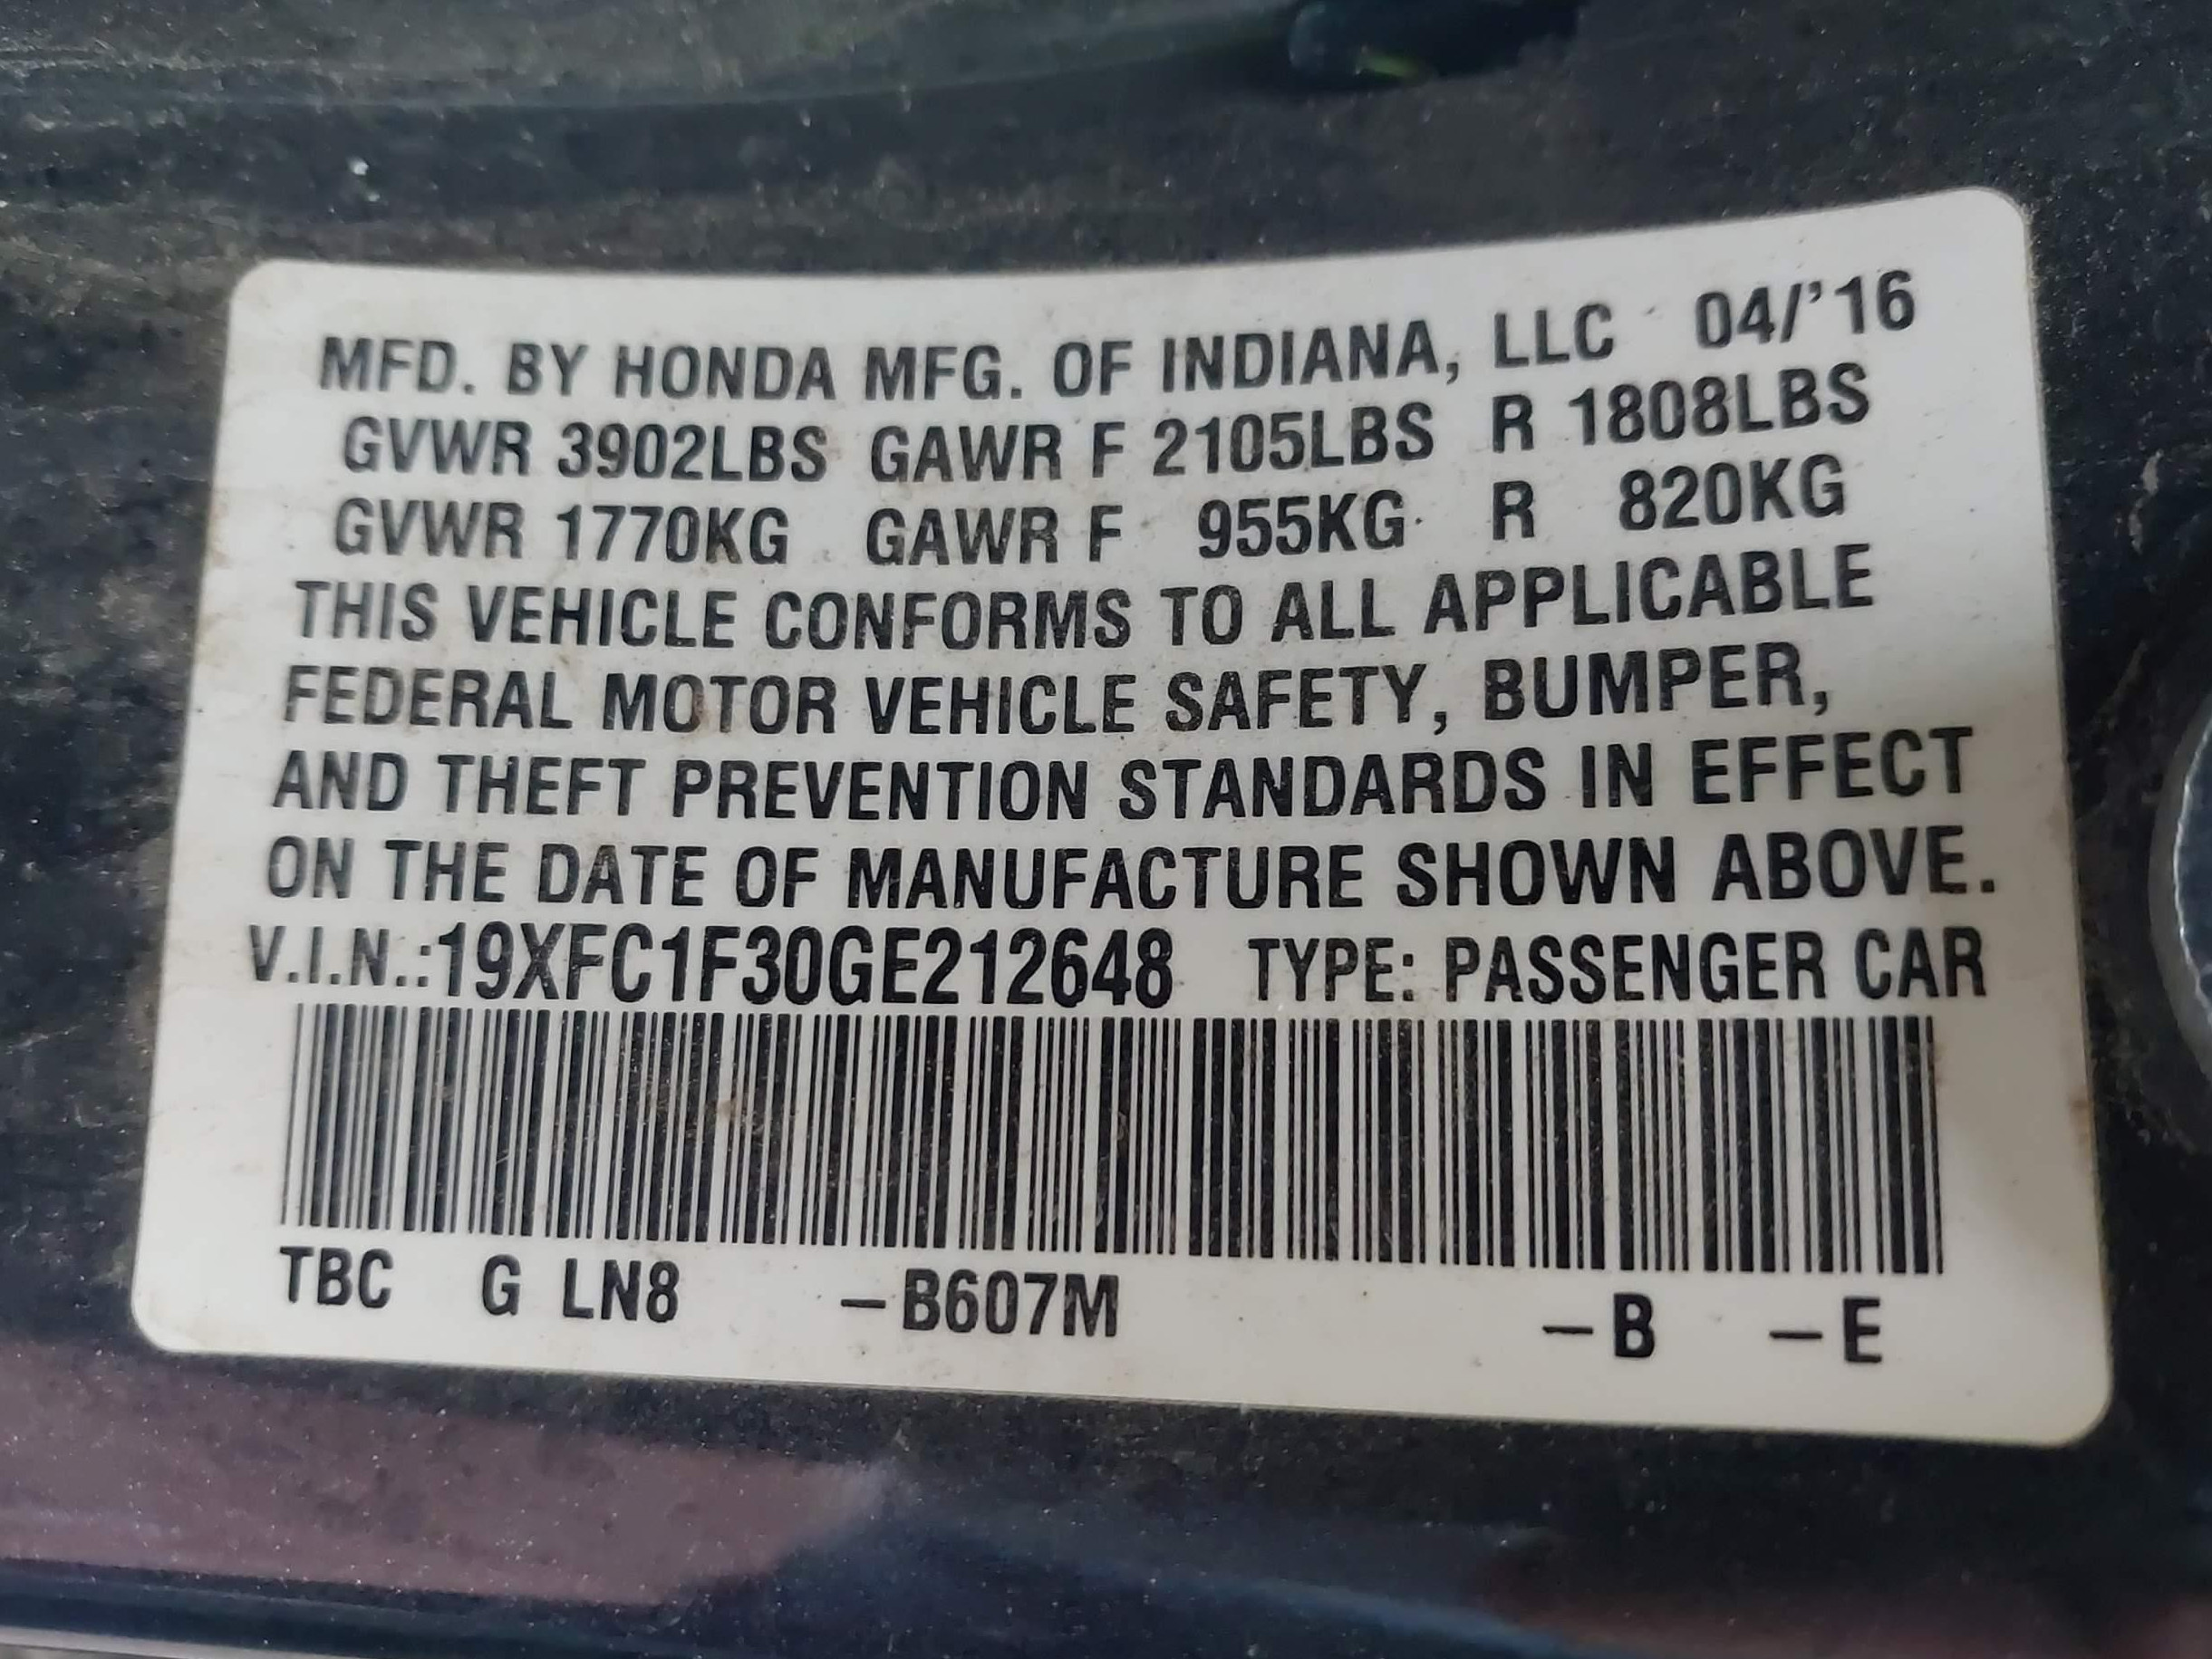 MFD. BY HONDA MFG. OF INDIANA, LLC 04/'16
GVWR 3902LBS GAWR F 2105LBS R 1808LBS
GVWR 1770KG GAWR F 955KG R 820KG
THIS VEHICLE CONFORMS TO ALL APPLICABLE
FEDERAL MOTOR VEHICLE SAFETY, BUMPER,
AND THEFT PREVENTION STANDARDS IN EFFECT
ON THE DATE OF MANUFACTURE SHOWN ABOVE.
V.I.N.:19XFC1F30GE212648 TYPE: PASSENGER CAR
TBC G LN8 –B607M –B –E